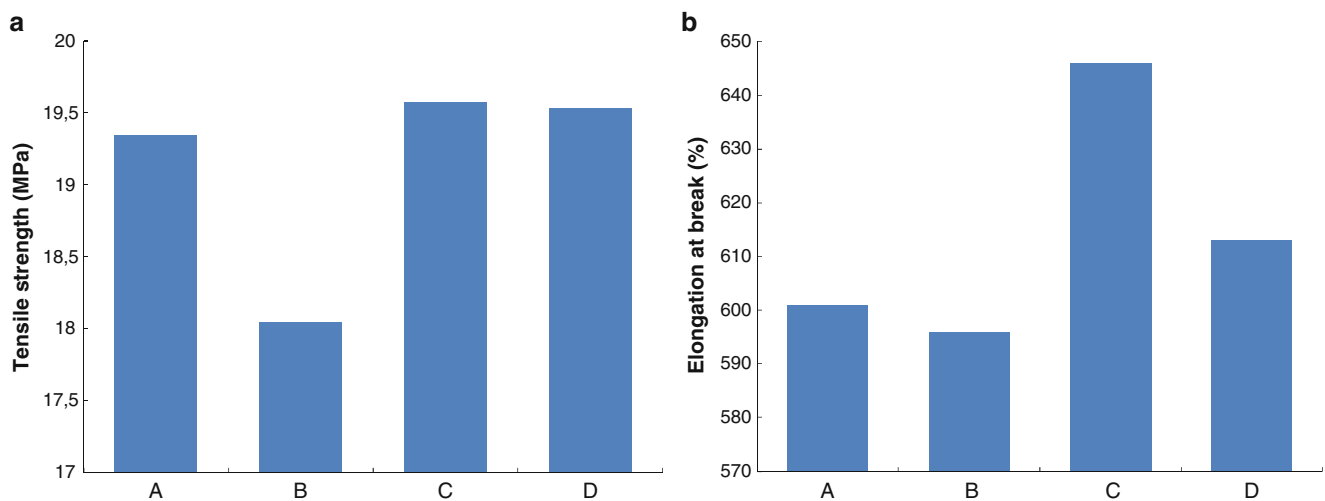 a
Tensile strength (MPa)
20
19,5
19
18,5
18
17,5
17
A B C D
b
Elongation at break (%)
650
640
630
620
610
600
590
580
570
A B C D